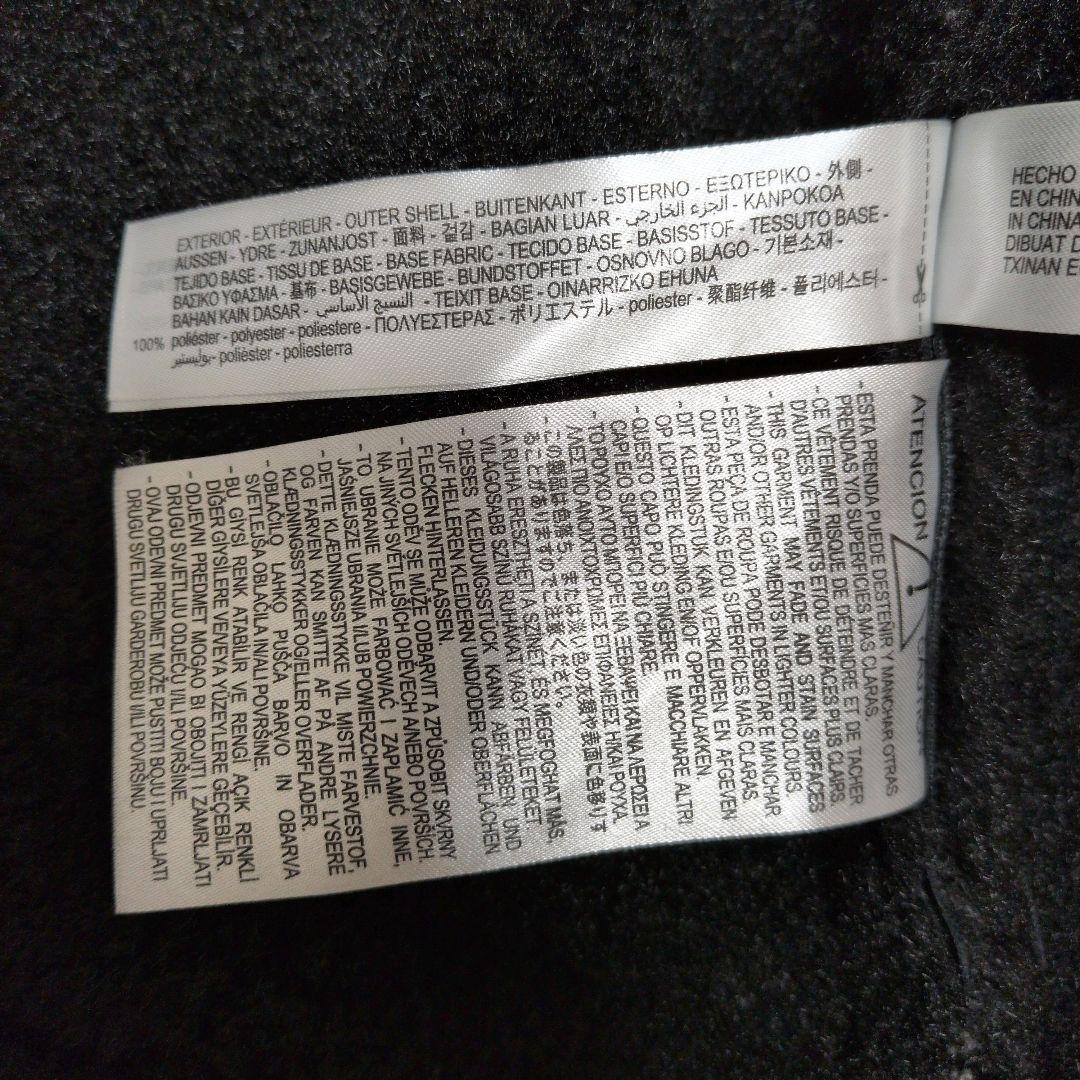 EXTERIOR - EXTÉRIEUR - OUTER SHELL - BUITENKANT - ESTERNO - ΕΞΩΤΕΡΙΚΟ - 外側 -
AUSSEN - YDRE - ZUNANJOST - 面料 - 겉감 - BAGIAN LUAR - الجزء الخارجي - KANPOKOA
TEJIDO BASE - TISSU DE BASE - BASE FABRIC - TECIDO BASE - BASISSTOF - TESSUTO BASE -
ΒΑΣΙΚΟ ΥΦΑΣΜΑ - 基布 - BASISGEWEBE - BUNDSTOFFET - OSNOVNO BLAGO - 기본소재 -
BAHAN KAIN DASAR - النسيج الأساسي - TEIXIT BASE - OINARRIZKO EHUNA
100% poliéster - polyester - poliestere - ΠΟΛΥΕΣΤΕΡΑΣ - ポリエステル - poliester - 聚酯纤维 - 폴리에스터 -
بوليستير - polièster - poliesterra
HECHO
EN CHIN
IN CHINA
DIBUAT D
TXINAN E
ATENCION CAUTION
- ESTA PRENDA PUEDE DESTEÑIR Y MANCHAR OTRAS
PRENDAS Y/O SUPERFICIES MAS CLARAS.
- CE VÊTEMENT RISQUE DE DÉTEINDRE ET DE TACHER
D'AUTRES VÊTEMENTS ET/OU SURFACES PLUS CLAIRS.
- THIS GARMENT MAY FADE AND STAIN SURFACES
AND/OR OTHER GARMENTS IN LIGHTER COLOURS.
- ESTA PEÇA DE ROUPA PODE DESBOTAR E MANCHAR
OUTRAS ROUPAS E/OU SUPERFICIES MAIS CLARAS.
- DIT KLEDINGSTUK KAN VERKLEUREN EN AFGEVEN
OP LICHTERE KLEDING EN/OF OPPERVLAKKEN
- QUESTO CAPO PUÒ STINGERE E MACCHIARE ALTRI
CAPI E/O SUPERFICI PIÙ CHIARE.
- ΤΟ ΡΟΥΧΟ ΑΥΤΟ ΜΠΟΡΕΙ ΝΑ ΞΕΒΑΨΕΙ ΚΑΙ ΝΑ ΛΕΡΩΣΕΙ ΑΛΛΕΣ ΠΙΟ ΑΝΟΙΧΤΟΧΡΩΜΕΣ ΕΠΙΦΑΝΕΙΕΣ Η ΚΑΙ ΡΟΥΧΑ.
- この製品は色落ち、または淡い色の衣類や表面に色移りす
ることがありますのでご注意ください。
- A RUHA ERESZTHETI A SZINÉT ÉS MEGFOGHAT MÁS,
VILÁGOSABB SZÍNÜ RUHÁKAT VAGY FELÜLETEKET.
- DIESES KLEIDUNGSSTÜCK KANN ABFÄRBEN UND
AUF HELLEREN KLEIDERN UND/ODER OBERFLÄCHEN
FLECKEN HINTERLASSEN.
- TENTO ODĚV SE MŮŽE ODBARVIT A ZPŮSOBIT SKVRNY
NA JINÝCH SVĚTLEJŠÍCH ODĚVECH A/NEBO POVRŠÍCH
- TO UBRANIE MOŻE FARBOWAĆ I ZAPLAMIĆ INNE,
JAŚNIEJSZE UBRANIA I/LUB POWIERZCHNIE.
- DETTE KLÆDNINGSSTYKKE VIL MISTE FARVESTOF,
OG FARVEN KAN SMITTE AF PÅ ANDRE LYSERE
KLÆDNINGSSTYKKER OG/ELLER OVERFLADER.
- OBLAČILO LAHKO PUŠČA BARVO IN OBARVA
SVETLEJŠA OBLAČILA IN/ALI POVRŠINE.
- BU GİYSİ RENK ATABİLİR VE RENGİ, AÇIK RENKLİ
DİĞER GİYSİLERE VE/VEYA YÜZEYLERE GEÇEBİLİR.
- ODJEVNI PREDMET MOGAO BI OBOJITI I ZAMRLJATI
DRUGU SVJETLIJU ODJEĆU I/ILI POVRŠINE.
- OVAJ ODEVNI PREDMET MOŽE PUSTITI BOJU I UPRLJATI
DRUGU SVETLIJU GARDEROBU I/ILI POVRŠINU.